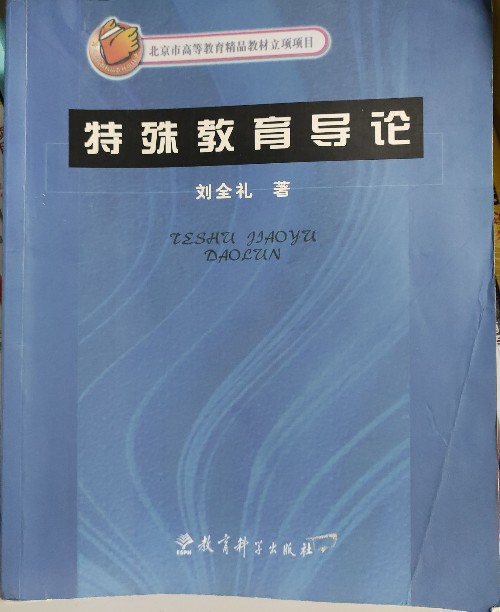 北京市高等教育精品教材立项项目
特殊教育导论
刘全礼 著
TESHU JIAOYU
DAOLUN
ESPH
教育科学出版社